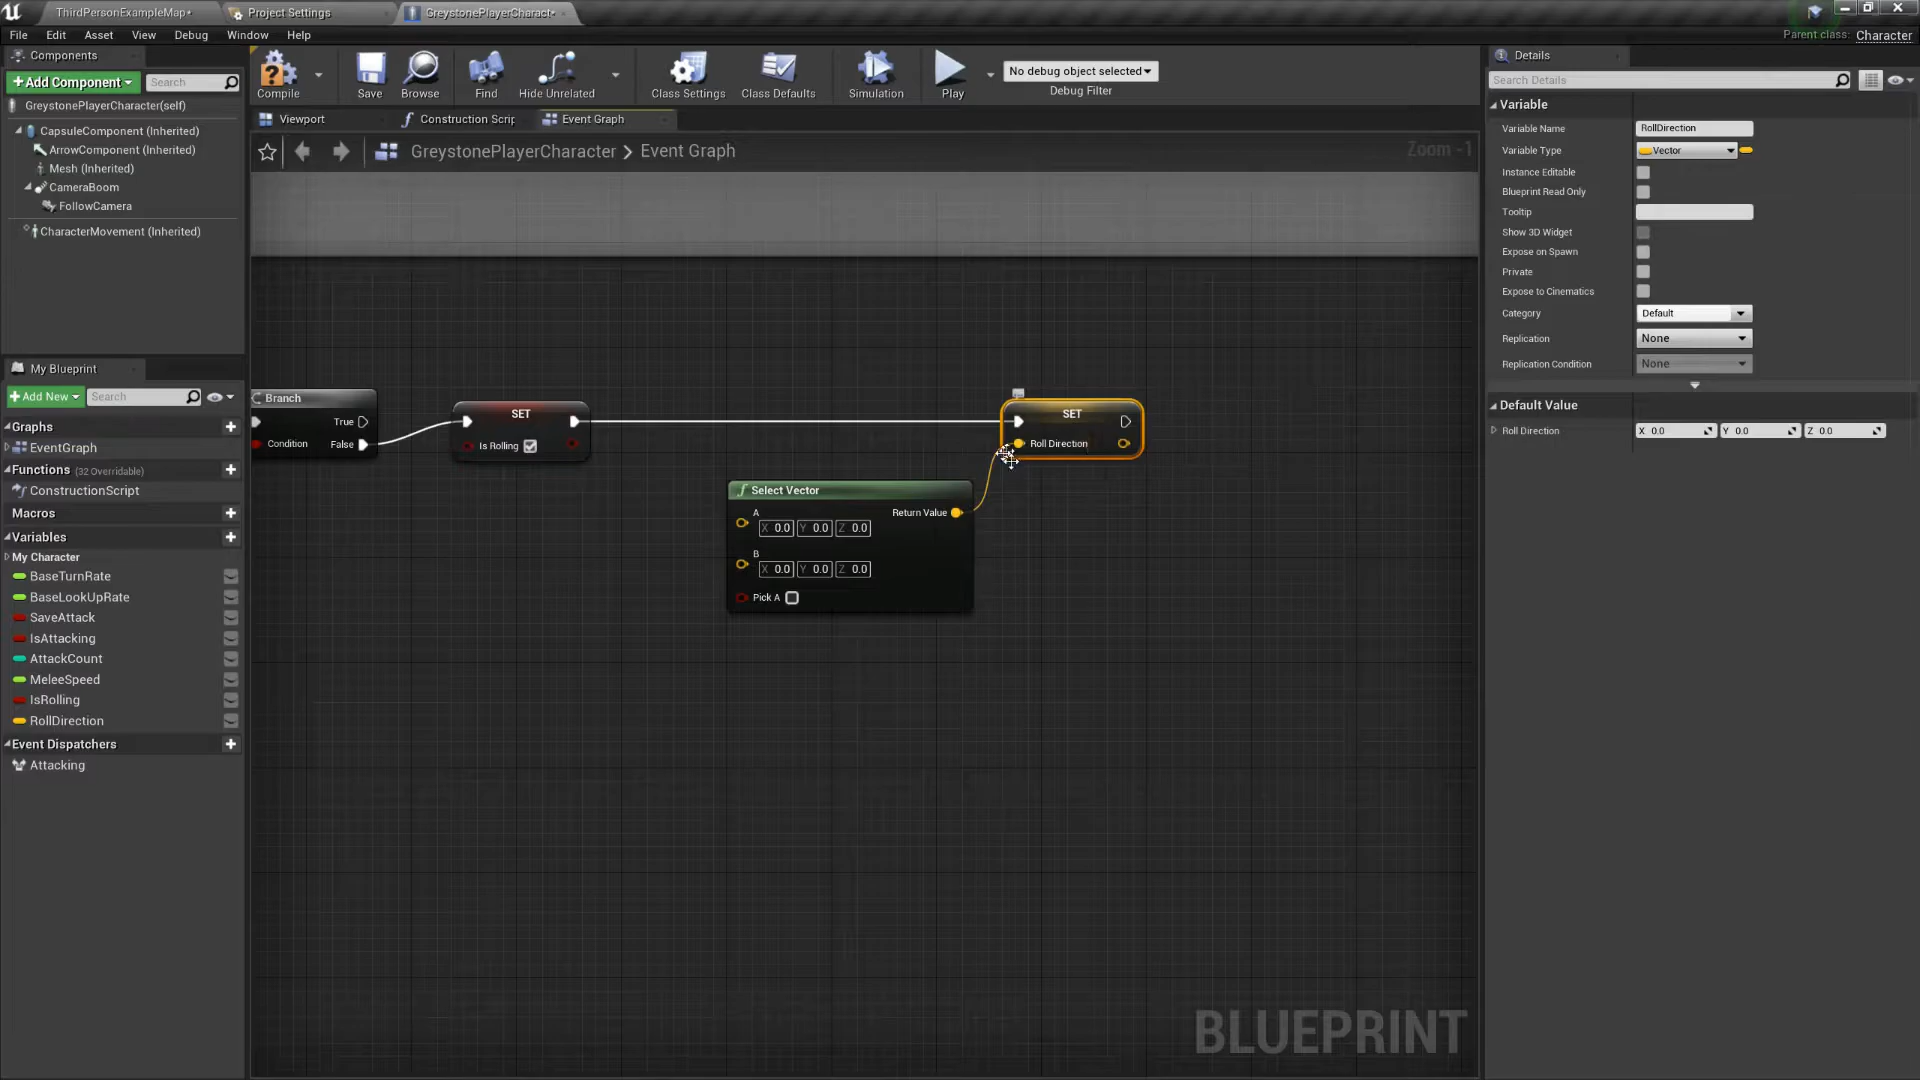 ThirdPersonExampleMap*
Project Settings
GreystonePlayerCharact*
File Edit Asset View Debug Window Help
Parent class: Character
Components
Add Component Search
GreystonePlayerCharacter(self)
CapsuleComponent (Inherited)
ArrowComponent (Inherited)
Mesh (Inherited)
CameraBoom
FollowCamera
CharacterMovement (Inherited)
My Blueprint
Add New Search
Graphs
EventGraph
Functions (32 Overridable)
ConstructionScript
Macros
Variables
My Character
BaseTurnRate
BaseLookUpRate
SaveAttack
IsAttacking
AttackCount
MeleeSpeed
IsRolling
RollDirection
Event Dispatchers
Attacking
Compile Save Browse Find Hide Unrelated Class Settings Class Defaults Simulation Play
No debug object selected
Debug Filter
Viewport Construction Scrip Event Graph
GreystonePlayerCharacter > Event Graph
Zoom -1
Branch
True
Condition False
SET
Is Rolling
SET
Roll Direction
Select Vector
A Return Value
X 0.0 Y 0.0 Z 0.0
B
X 0.0 Y 0.0 Z 0.0
Pick A
BLUEPRINT
Details
Search Details
Variable
Variable Name RollDirection
Variable Type Vector
Instance Editable
Blueprint Read Only
Tooltip
Show 3D Widget
Expose on Spawn
Private
Expose to Cinematics
Category Default
Replication None
Replication Condition None
Default Value
Roll Direction X 0.0 Y 0.0 Z 0.0